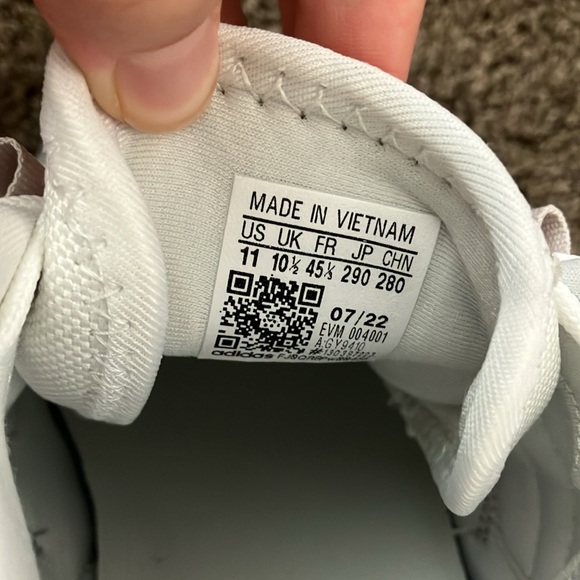 MADE IN VIETNAM
US UK FR JP CHN
11 10½ 45⅓ 290 280
07/22
EVM 004001
A:GY9410
adidas